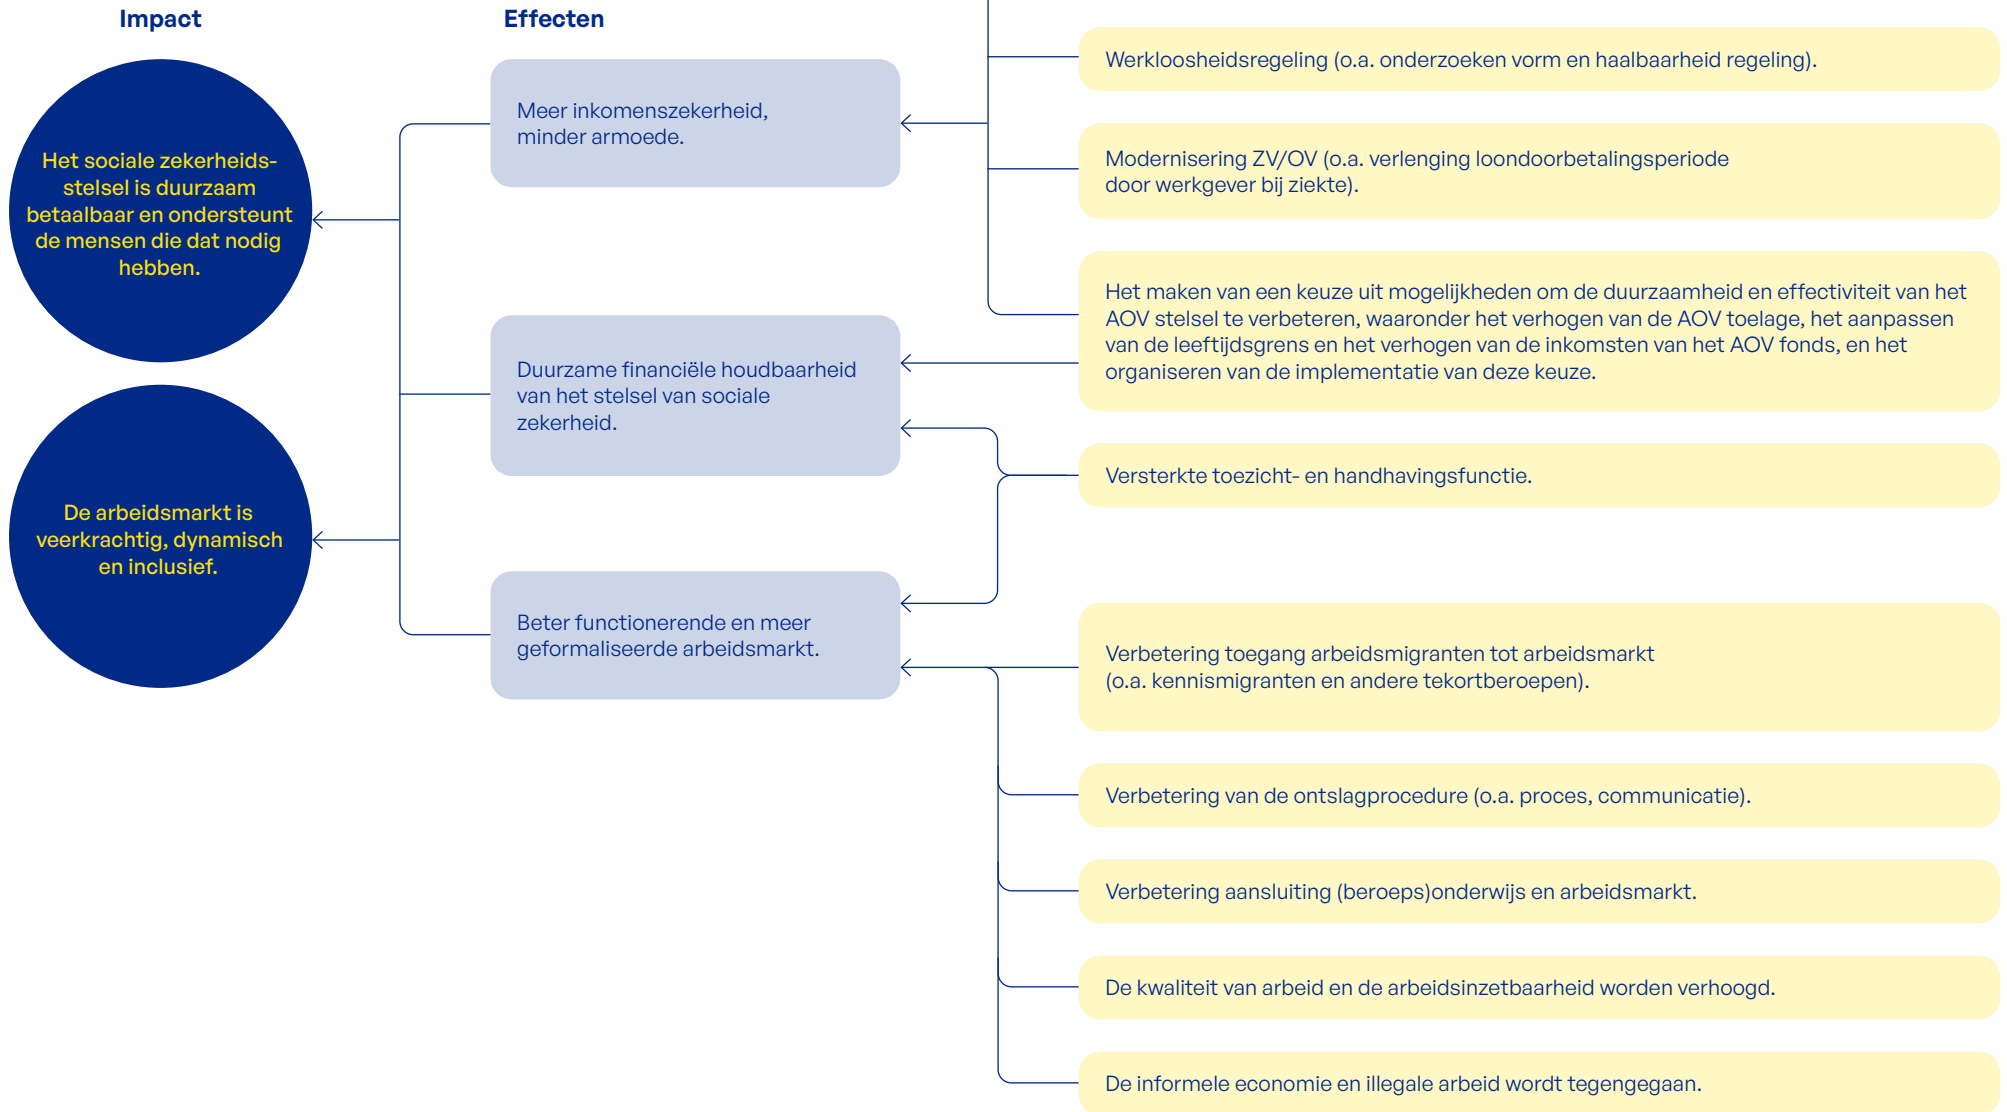 Impact
Effecten
Het sociale zekerheids-
stelsel is duurzaam
betaalbaar en ondersteunt
de mensen die dat nodig
hebben.
De arbeidsmarkt is
veerkrachtig, dynamisch
en inclusief.
Meer inkomenszekerheid,
minder armoede.
Duurzame financiële houdbaarheid
van het stelsel van sociale
zekerheid.
Beter functionerende en meer
geformaliseerde arbeidsmarkt.
Werkloosheidsregeling (o.a. onderzoeken vorm en haalbaarheid regeling).
Modernisering ZV/OV (o.a. verlenging loondoorbetalingsperiode
door werkgever bij ziekte).
Het maken van een keuze uit mogelijkheden om de duurzaamheid en effectiviteit van het
AOV stelsel te verbeteren, waaronder het verhogen van de AOV toelage, het aanpassen
van de leeftijdsgrens en het verhogen van de inkomsten van het AOV fonds, en het
organiseren van de implementatie van deze keuze.
Versterkte toezicht- en handhavingsfunctie.
Verbetering toegang arbeidsmigranten tot arbeidsmarkt
(o.a. kennismigranten en andere tekortberoepen).
Verbetering van de ontslagprocedure (o.a. proces, communicatie).
Verbetering aansluiting (beroeps)onderwijs en arbeidsmarkt.
De kwaliteit van arbeid en de arbeidsinzetbaarheid worden verhoogd.
De informele economie en illegale arbeid wordt tegengegaan.